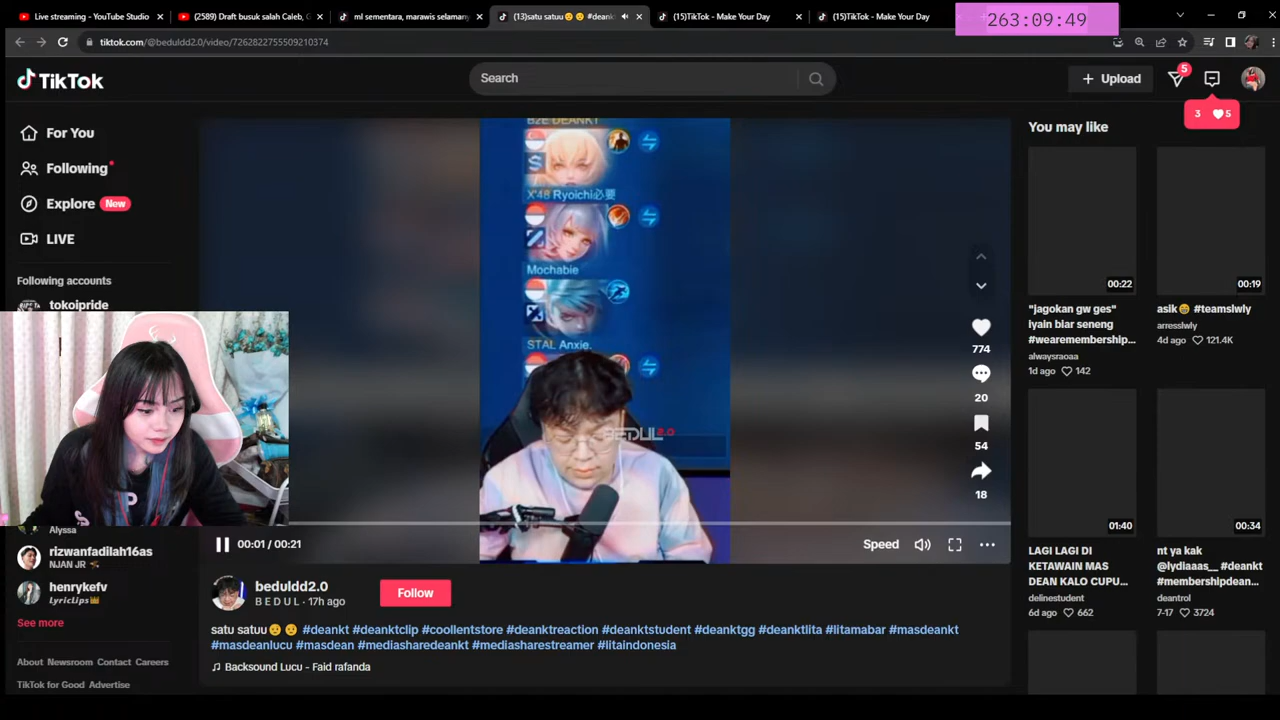 Live streaming - YouTube Studio
(2589) Draft busuk salah Caleb, G
ml sementara, marawis selaman
(13)satu satuu🙁🙁 #deank
(15)TikTok - Make Your Day
(15)TikTok - Make Your Day
263:09:49
tiktok.com/@beduldd2.0/video/7262822755509210374
TikTok
Search
Upload
5
3 5
For You
Following
Explore New
LIVE
Following accounts
tokoipride
Alyssa
rizwanfadilah16as
NJAN JR
henrykefv
LyricLips👑
See more
About Newsroom Contact Careers
TikTok for Good Advertise
B2E DEANKT
X'48 Ryoichi必要
Mochabie
STAL Anxie.
BEDUL 2.0
774
20
54
18
00:01 / 00:21
Speed
beduldd2.0
B E D U L · 17h ago
Follow
satu satuu🙁🙁 #deankt #deanktclip #coollentstore #deanktreaction #deanktstudent #deanktgg #deanktlita #litamabar #masdeankt
#masdeanlucu #masdean #mediasharedeankt #mediasharestreamer #litaindonesia
♫ Backsound Lucu - Faid rafanda
You may like
00:22
"jagokan gw ges"
iyain biar seneng
#wearemembership...
alwaysraoaa
1d ago 142
00:19
asik😁 #teamslwly
arresslwly
4d ago 121.4K
01:40
LAGI LAGI DI
KETAWAIN MAS
DEAN KALO CUPU...
delinestudent
6d ago 662
00:34
nt ya kak
@lydiaaas__ #deankt
#membershipdean...
deantrol
7-17 3724